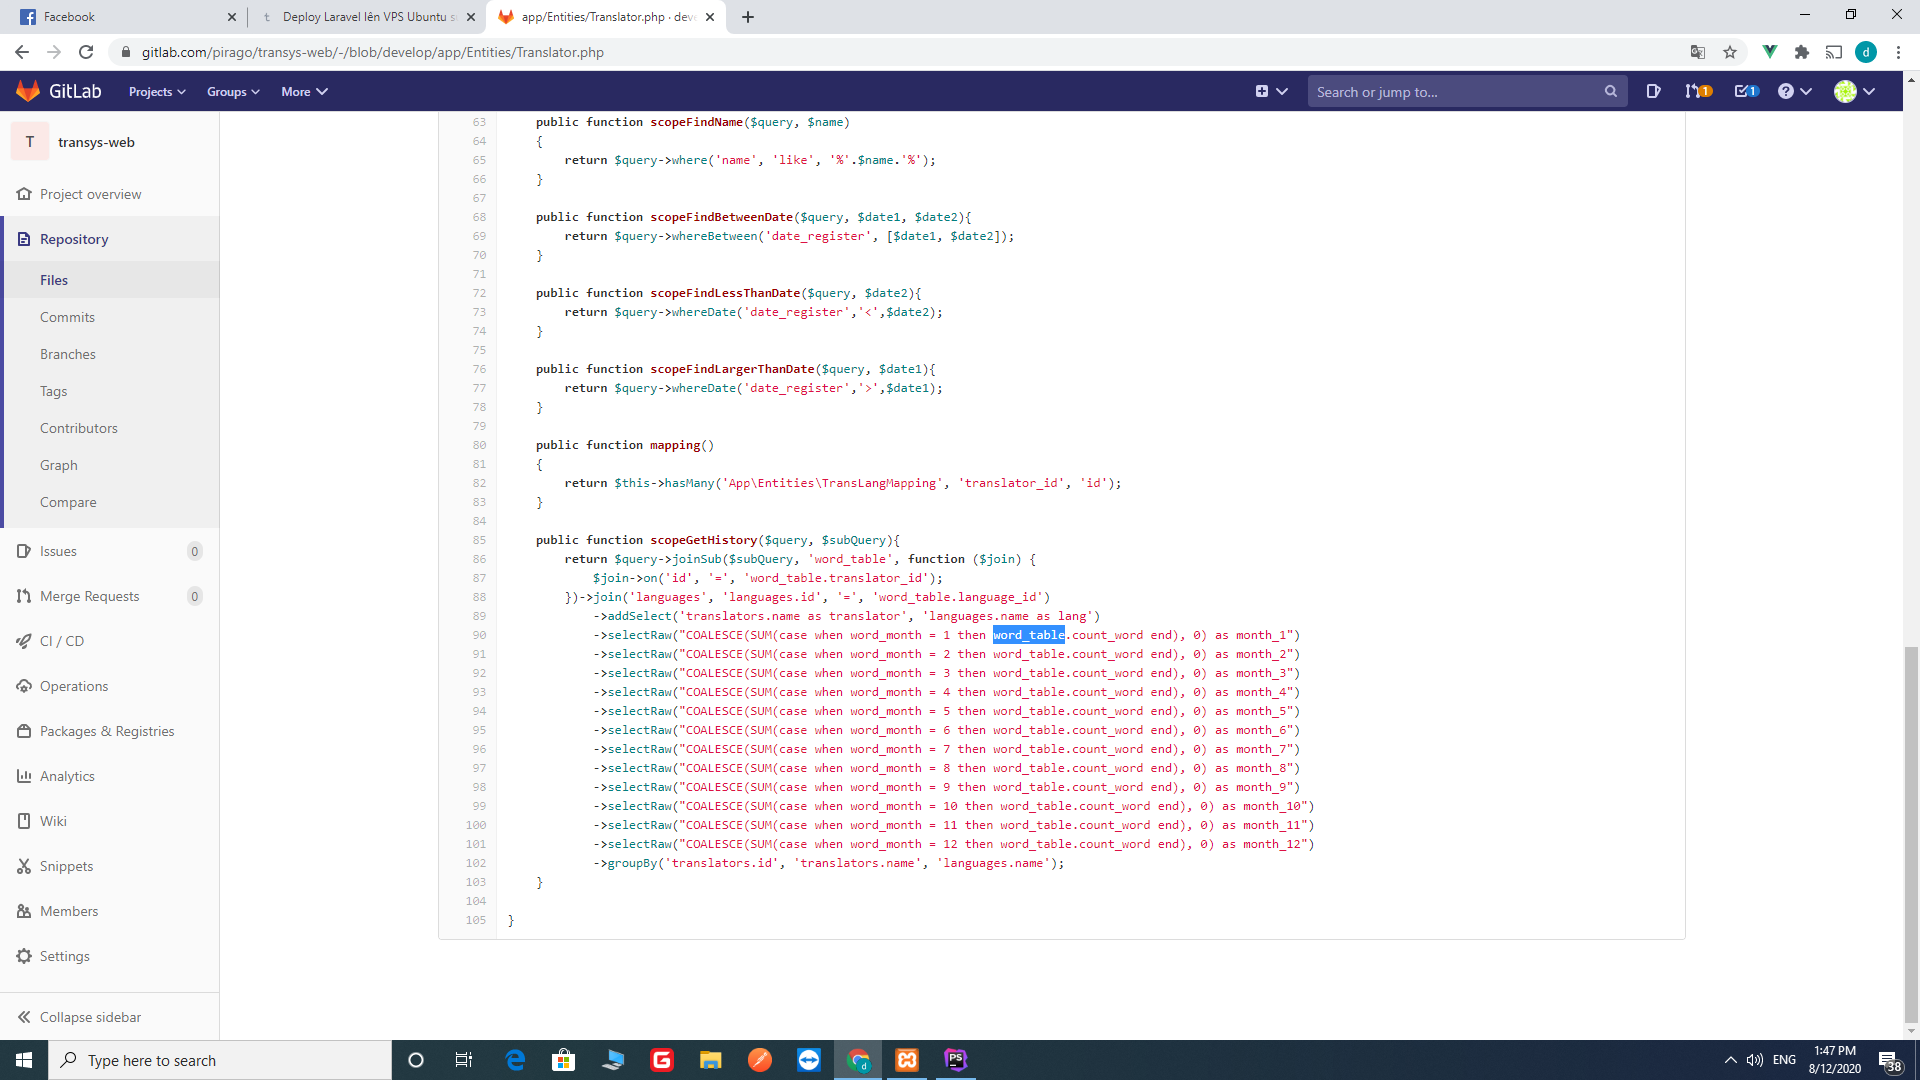 Facebook
Deploy Laravel lên VPS Ubuntu s
app/Entities/Translator.php · deve
gitlab.com/pirago/transys-web/-/blob/develop/app/Entities/Translator.php
d
GitLab
Projects
Groups
More
Search or jump to...
1
1
T
transys-web
Project overview
Repository
Files
Commits
Branches
Tags
Contributors
Graph
Compare
Issues
0
Merge Requests
0
CI / CD
Operations
Packages & Registries
Analytics
Wiki
Snippets
Members
Settings
Collapse sidebar
63 public function scopeFindName($query, $name)
64 {
65 return $query->where('name', 'like', '%'.$name.'%');
66 }
67
68 public function scopeFindBetweenDate($query, $date1, $date2){
69 return $query->whereBetween('date_register', [$date1, $date2]);
70 }
71
72 public function scopeFindLessThanDate($query, $date2){
73 return $query->whereDate('date_register','<',$date2);
74 }
75
76 public function scopeFindLargerThanDate($query, $date1){
77 return $query->whereDate('date_register','>',$date1);
78 }
79
80 public function mapping()
81 {
82 return $this->hasMany('App\Entities\TransLangMapping', 'translator_id', 'id');
83 }
84
85 public function scopeGetHistory($query, $subQuery){
86 return $query->joinSub($subQuery, 'word_table', function ($join) {
87 $join->on('id', '=', 'word_table.translator_id');
88 })->join('languages', 'languages.id', '=', 'word_table.language_id')
89 ->addSelect('translators.name as translator', 'languages.name as lang')
90 ->selectRaw("COALESCE(SUM(case when word_month = 1 then word_table.count_word end), 0) as month_1")
91 ->selectRaw("COALESCE(SUM(case when word_month = 2 then word_table.count_word end), 0) as month_2")
92 ->selectRaw("COALESCE(SUM(case when word_month = 3 then word_table.count_word end), 0) as month_3")
93 ->selectRaw("COALESCE(SUM(case when word_month = 4 then word_table.count_word end), 0) as month_4")
94 ->selectRaw("COALESCE(SUM(case when word_month = 5 then word_table.count_word end), 0) as month_5")
95 ->selectRaw("COALESCE(SUM(case when word_month = 6 then word_table.count_word end), 0) as month_6")
96 ->selectRaw("COALESCE(SUM(case when word_month = 7 then word_table.count_word end), 0) as month_7")
97 ->selectRaw("COALESCE(SUM(case when word_month = 8 then word_table.count_word end), 0) as month_8")
98 ->selectRaw("COALESCE(SUM(case when word_month = 9 then word_table.count_word end), 0) as month_9")
99 ->selectRaw("COALESCE(SUM(case when word_month = 10 then word_table.count_word end), 0) as month_10")
100 ->selectRaw("COALESCE(SUM(case when word_month = 11 then word_table.count_word end), 0) as month_11")
101 ->selectRaw("COALESCE(SUM(case when word_month = 12 then word_table.count_word end), 0) as month_12")
102 ->groupBy('translators.id', 'translators.name', 'languages.name');
103 }
104
105 }
Type here to search
PS
ENG
1:47 PM
8/12/2020
38